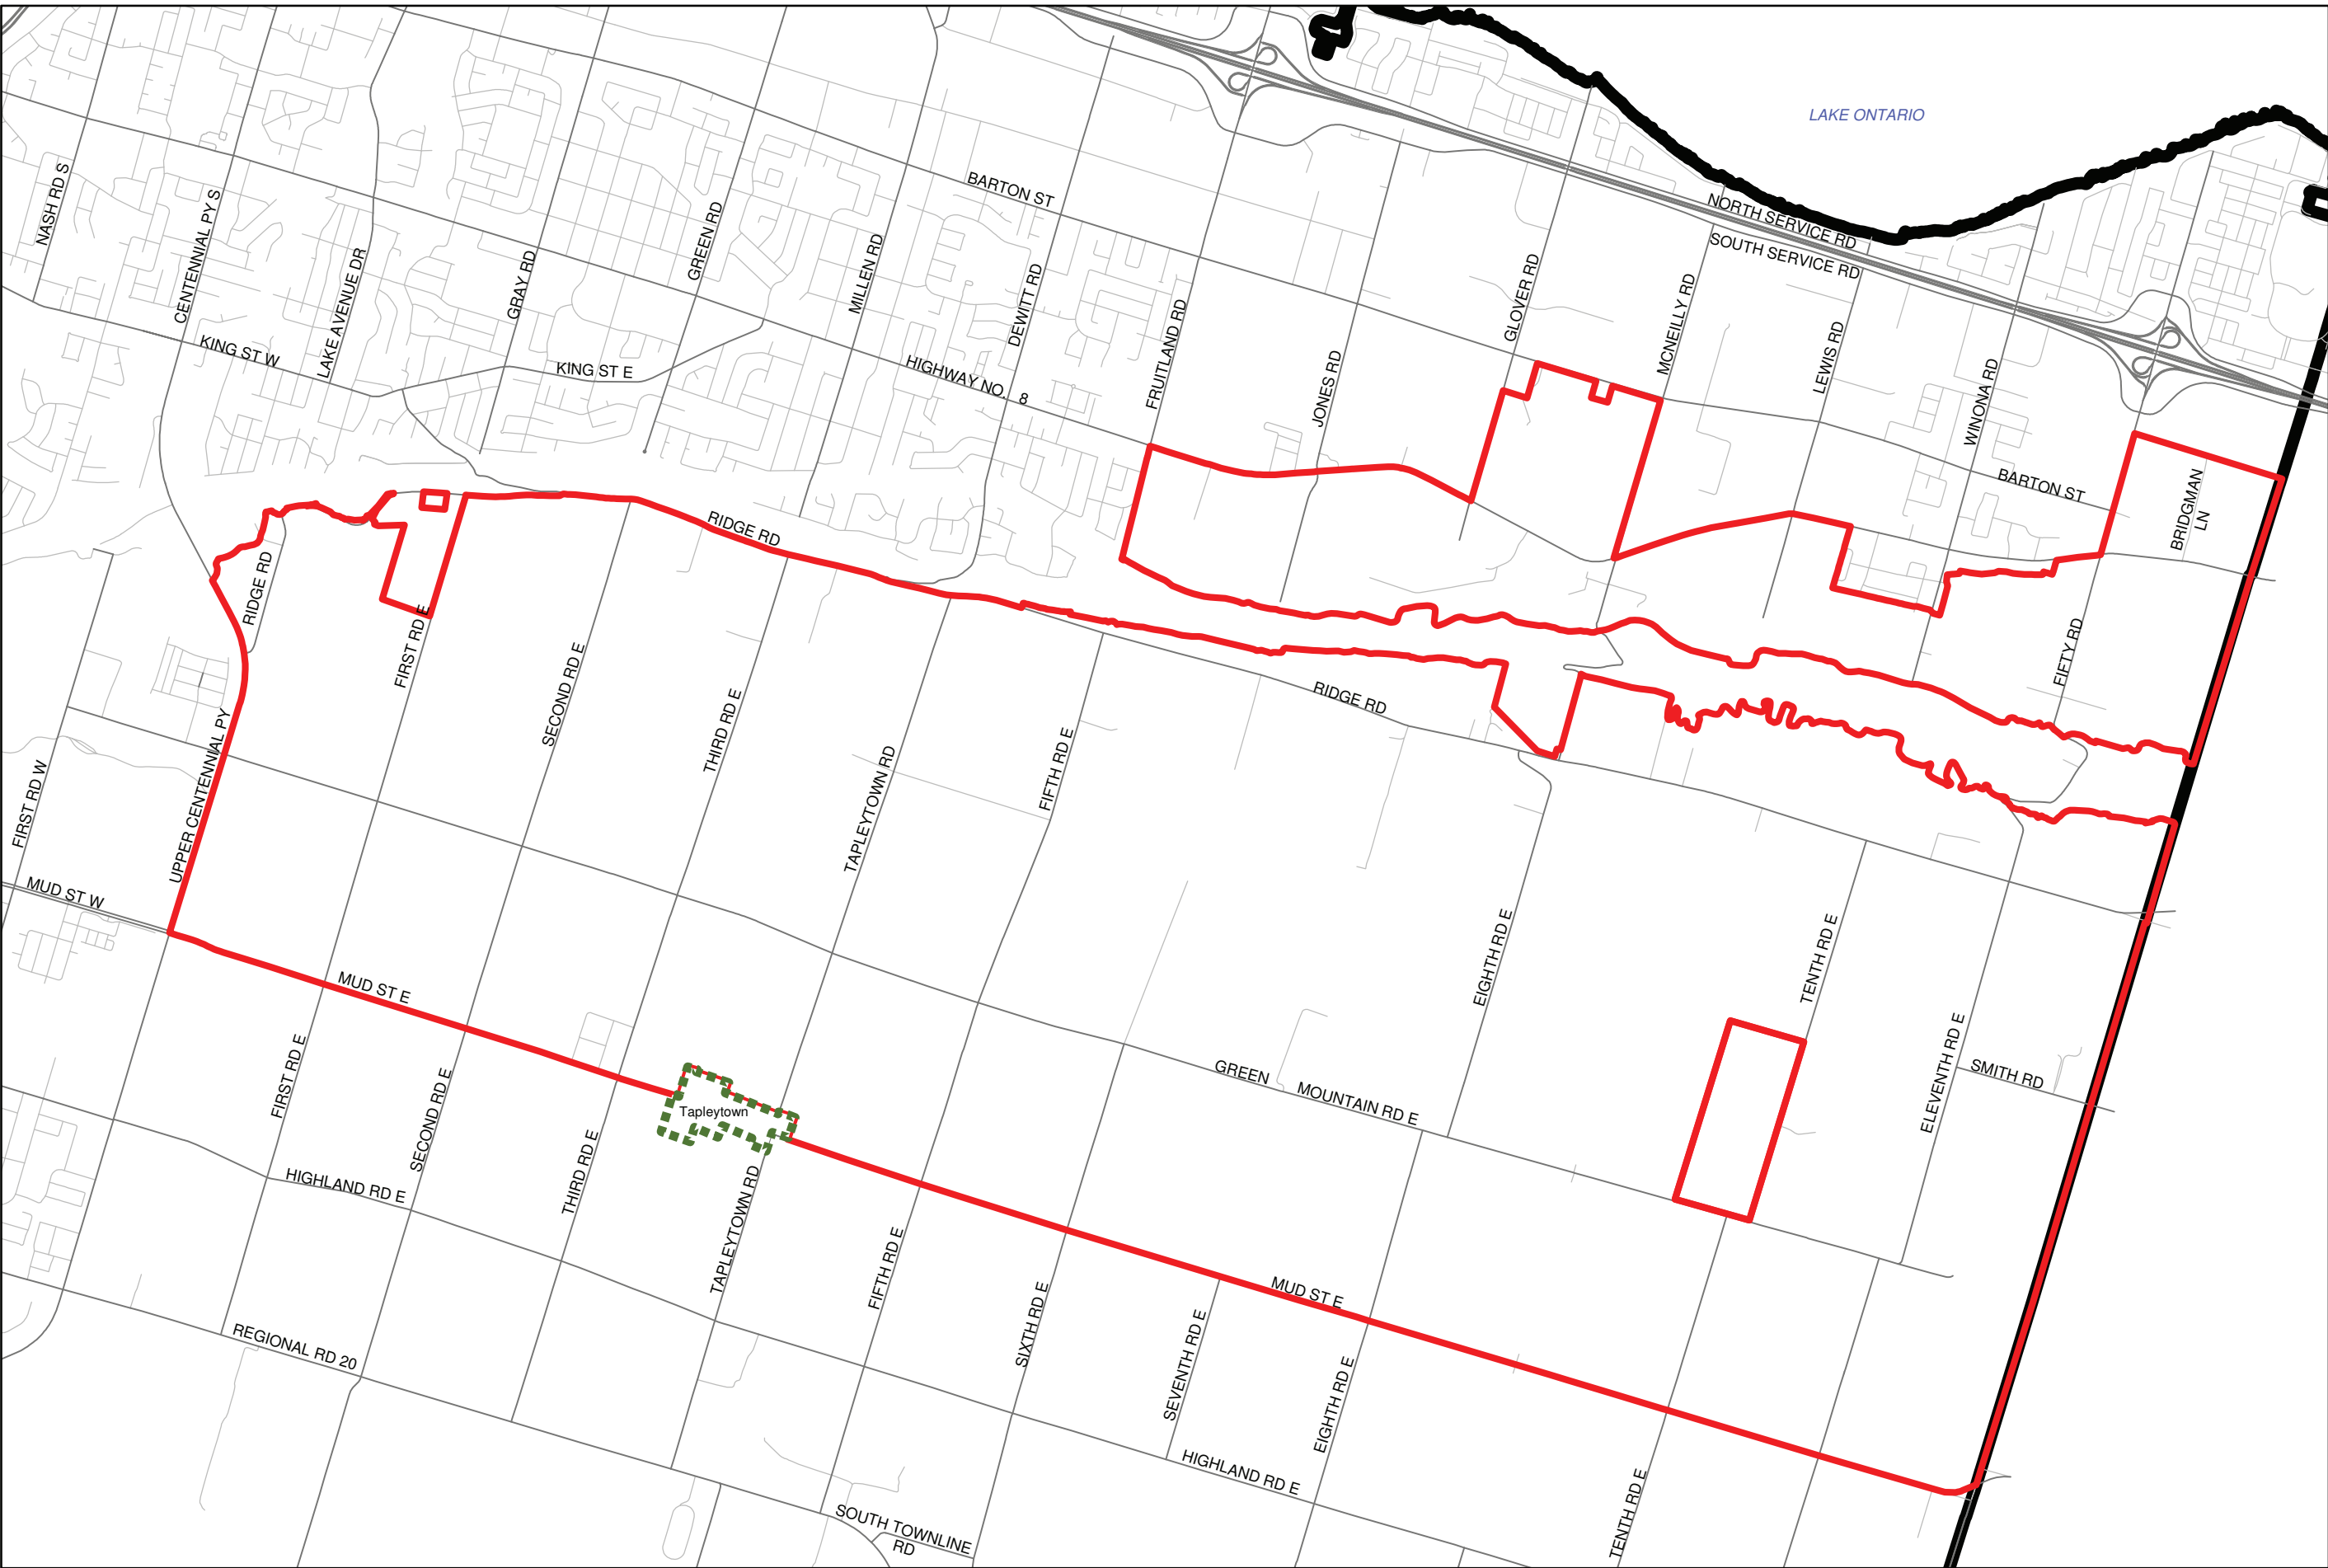 LAKE ONTARIO
NASH RD S
CENTENNIAL PY S
LAKE AVENUE DR
GRAY RD
GREEN RD
MILLEN RD
DEWITT RD
BARTON ST
FRUITLAND RD
JONES RD
GLOVER RD
MCNEILLY RD
NORTH SERVICE RD
SOUTH SERVICE RD
LEWIS RD
WINONA RD
KING ST W
KING ST E
HIGHWAY NO. 8
BARTON ST
BRIDGMAN
LN
RIDGE RD
RIDGE RD
FIRST RD E
SECOND RD E
THIRD RD E
TAPLEYTOWN RD
FIFTH RD E
RIDGE RD
FIFTY RD
FIRST RD W
UPPER CENTENNIAL PY
MUD ST W
MUD ST E
EIGHTH RD E
TENTH RD E
ELEVENTH RD E
SMITH RD
GREEN MOUNTAIN RD E
Tapleytown
FIRST RD E
SECOND RD E
THIRD RD E
TAPLEYTOWN RD
FIFTH RD E
SIXTH RD E
SEVENTH RD E
EIGHTH RD E
MUD ST E
HIGHLAND RD E
REGIONAL RD 20
HIGHLAND RD E
TENTH RD E
SOUTH TOWNLINE
RD